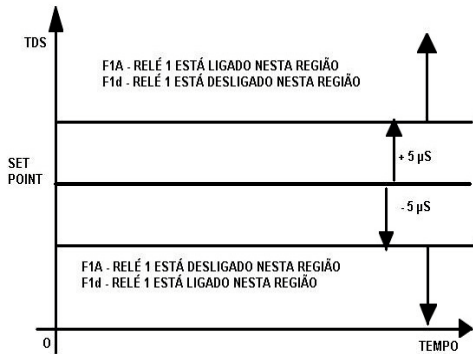 TDS
F1A - RELÉ 1 ESTÁ LIGADO NESTA REGIÃO
F1d - RELÉ 1 ESTÁ DESLIGADO NESTA REGIÃO
+ 5 µS
SET
POINT
- 5 µS
F1A - RELÉ 1 ESTÁ DESLIGADO NESTA REGIÃO
F1d - RELÉ 1 ESTÁ LIGADO NESTA REGIÃO
O
TEMPO